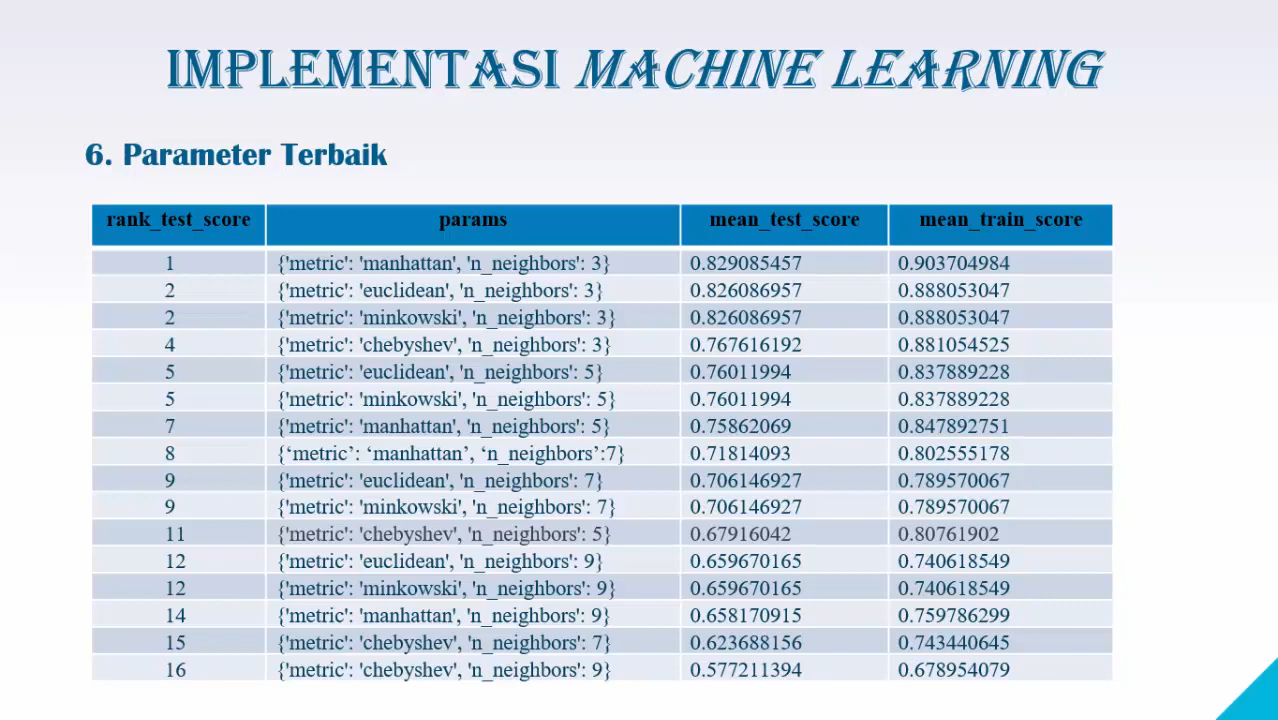 IMPLEMENTASI MACHINE LEARNING
6. Parameter Terbaik
rank_test_score params mean_test_score mean_train_score
1 {'metric': 'manhattan', 'n_neighbors': 3} 0.829085457 0.903704984
2 {'metric': 'euclidean', 'n_neighbors': 3} 0.826086957 0.888053047
2 {'metric': 'minkowski', 'n_neighbors': 3} 0.826086957 0.888053047
4 {'metric': 'chebyshev', 'n_neighbors': 3} 0.767616192 0.881054525
5 {'metric': 'euclidean', 'n_neighbors': 5} 0.76011994 0.837889228
5 {'metric': 'minkowski', 'n_neighbors': 5} 0.76011994 0.837889228
7 {'metric': 'manhattan', 'n_neighbors': 5} 0.75862069 0.847892751
8 {‘metric’: ‘manhattan’, ‘n_neighbors’:7} 0.71814093 0.802555178
9 {'metric': 'euclidean', 'n_neighbors': 7} 0.706146927 0.789570067
9 {'metric': 'minkowski', 'n_neighbors': 7} 0.706146927 0.789570067
11 {'metric': 'chebyshev', 'n_neighbors': 5} 0.67916042 0.80761902
12 {'metric': 'euclidean', 'n_neighbors': 9} 0.659670165 0.740618549
12 {'metric': 'minkowski', 'n_neighbors': 9} 0.659670165 0.740618549
14 {'metric': 'manhattan', 'n_neighbors': 9} 0.658170915 0.759786299
15 {'metric': 'chebyshev', 'n_neighbors': 7} 0.623688156 0.743440645
16 {'metric': 'chebyshev', 'n_neighbors': 9} 0.577211394 0.678954079